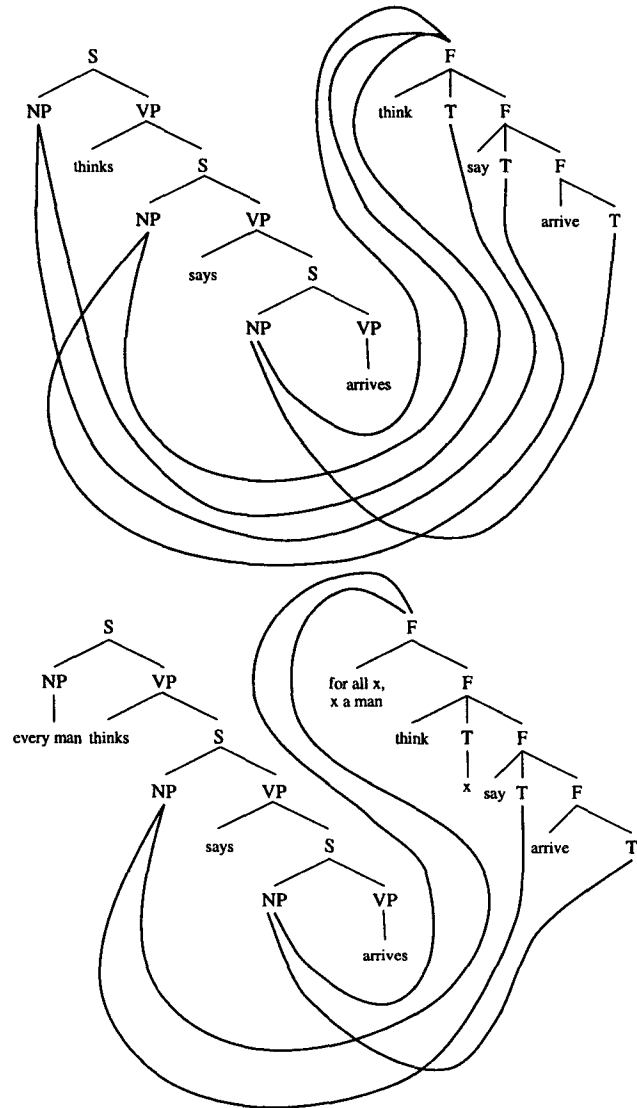 S F
NP VP think T F
thinks S say T F
NP VP arrive T
says S
NP VP
arrives
S F
NP VP for all x, F
x a man
every man thinks S think T F
NP VP x say T F
says S arrive T
NP VP
arrives